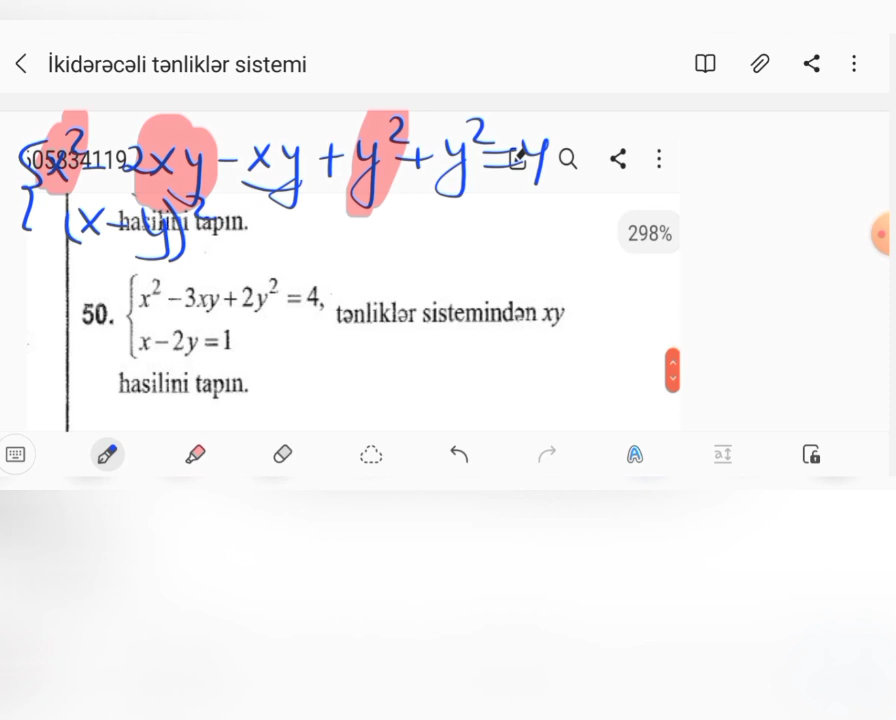 İkidərəcəli tənliklər sistemi
x² - 2xy - xy + y² + y² = 4
(x-y)²
hasilini tapın.
298%
50. { x² - 3xy + 2y² = 4,
x - 2y = 1
tənliklər sistemindən xy
hasilini tapın.